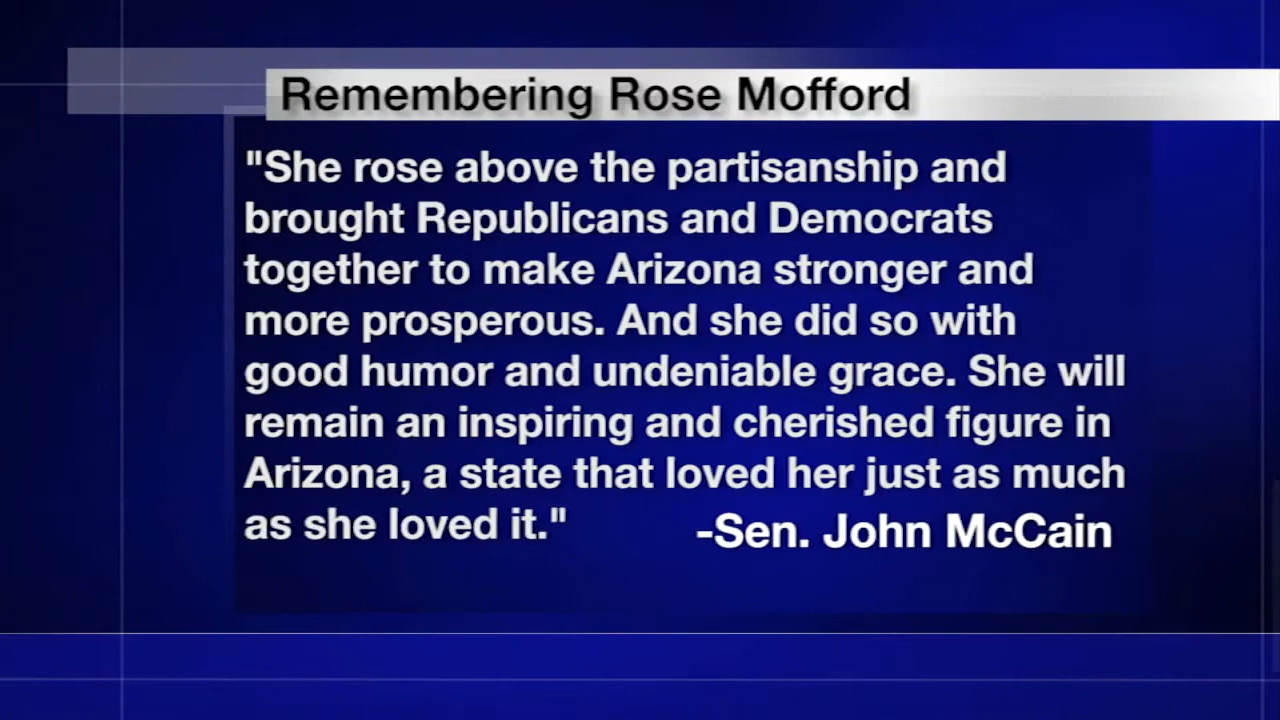 Remembering Rose Mofford
"She rose above the partisanship and
brought Republicans and Democrats
together to make Arizona stronger and
more prosperous. And she did so with
good humor and undeniable grace. She will
remain an inspiring and cherished figure in
Arizona, a state that loved her just as much
as she loved it."
-Sen. John McCain